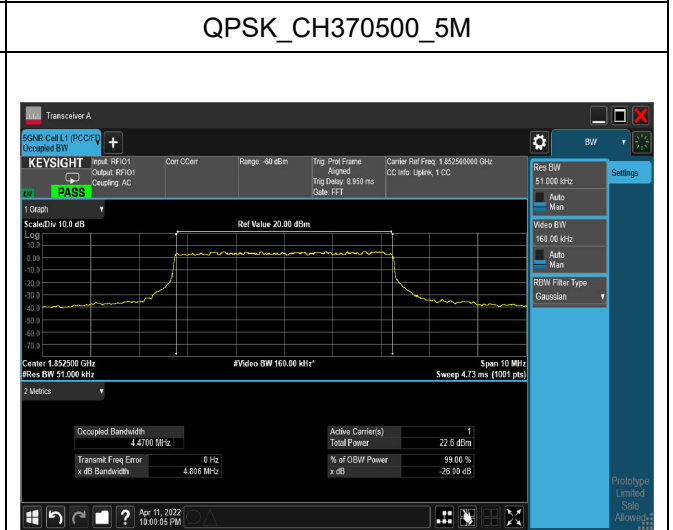 QPSK_CH370500_5M
Transceiver A
5GNR Cell L1 (PCC/FD
Occupied BW
BW
KEYSIGHT
PASS
Input: RFIO1
Output: RFIO1
Coupling: AC
Corr CCorr
Range: -60 dBm
Trig: Prot Frame
Aligned
Trig Delay: 8.950 ms
Gate: FFT
Carrier Ref Freq: 1.852500000 GHz
CC Info: Uplink, 1 CC
Res BW
51.000 kHz
Auto
Man
Settings
Video BW
160.00 kHz
Auto
Man
RBW Filter Type
Gaussian
1 Graph
Scale/Div 10.0 dB
Ref Value 20.00 dBm
Log
10.0
0.00
-10.0
-20.0
-30.0
-40.0
-50.0
-60.0
-70.0
Center 1.852500 GHz
#Video BW 160.00 kHz*
Span 10 MHz
#Res BW 51.000 kHz
Sweep 4.73 ms (1001 pts)
2 Metrics
Occupied Bandwidth
4.4700 MHz
Active Carrier(s) 1
Total Power 22.6 dBm
Transmit Freq Error 0 Hz
x dB Bandwidth 4.806 MHz
% of OBW Power 99.00 %
x dB -26.00 dB
Prototype
Limited
Sale
Allowed
?
Apr 11, 2022
10:00:05 PM